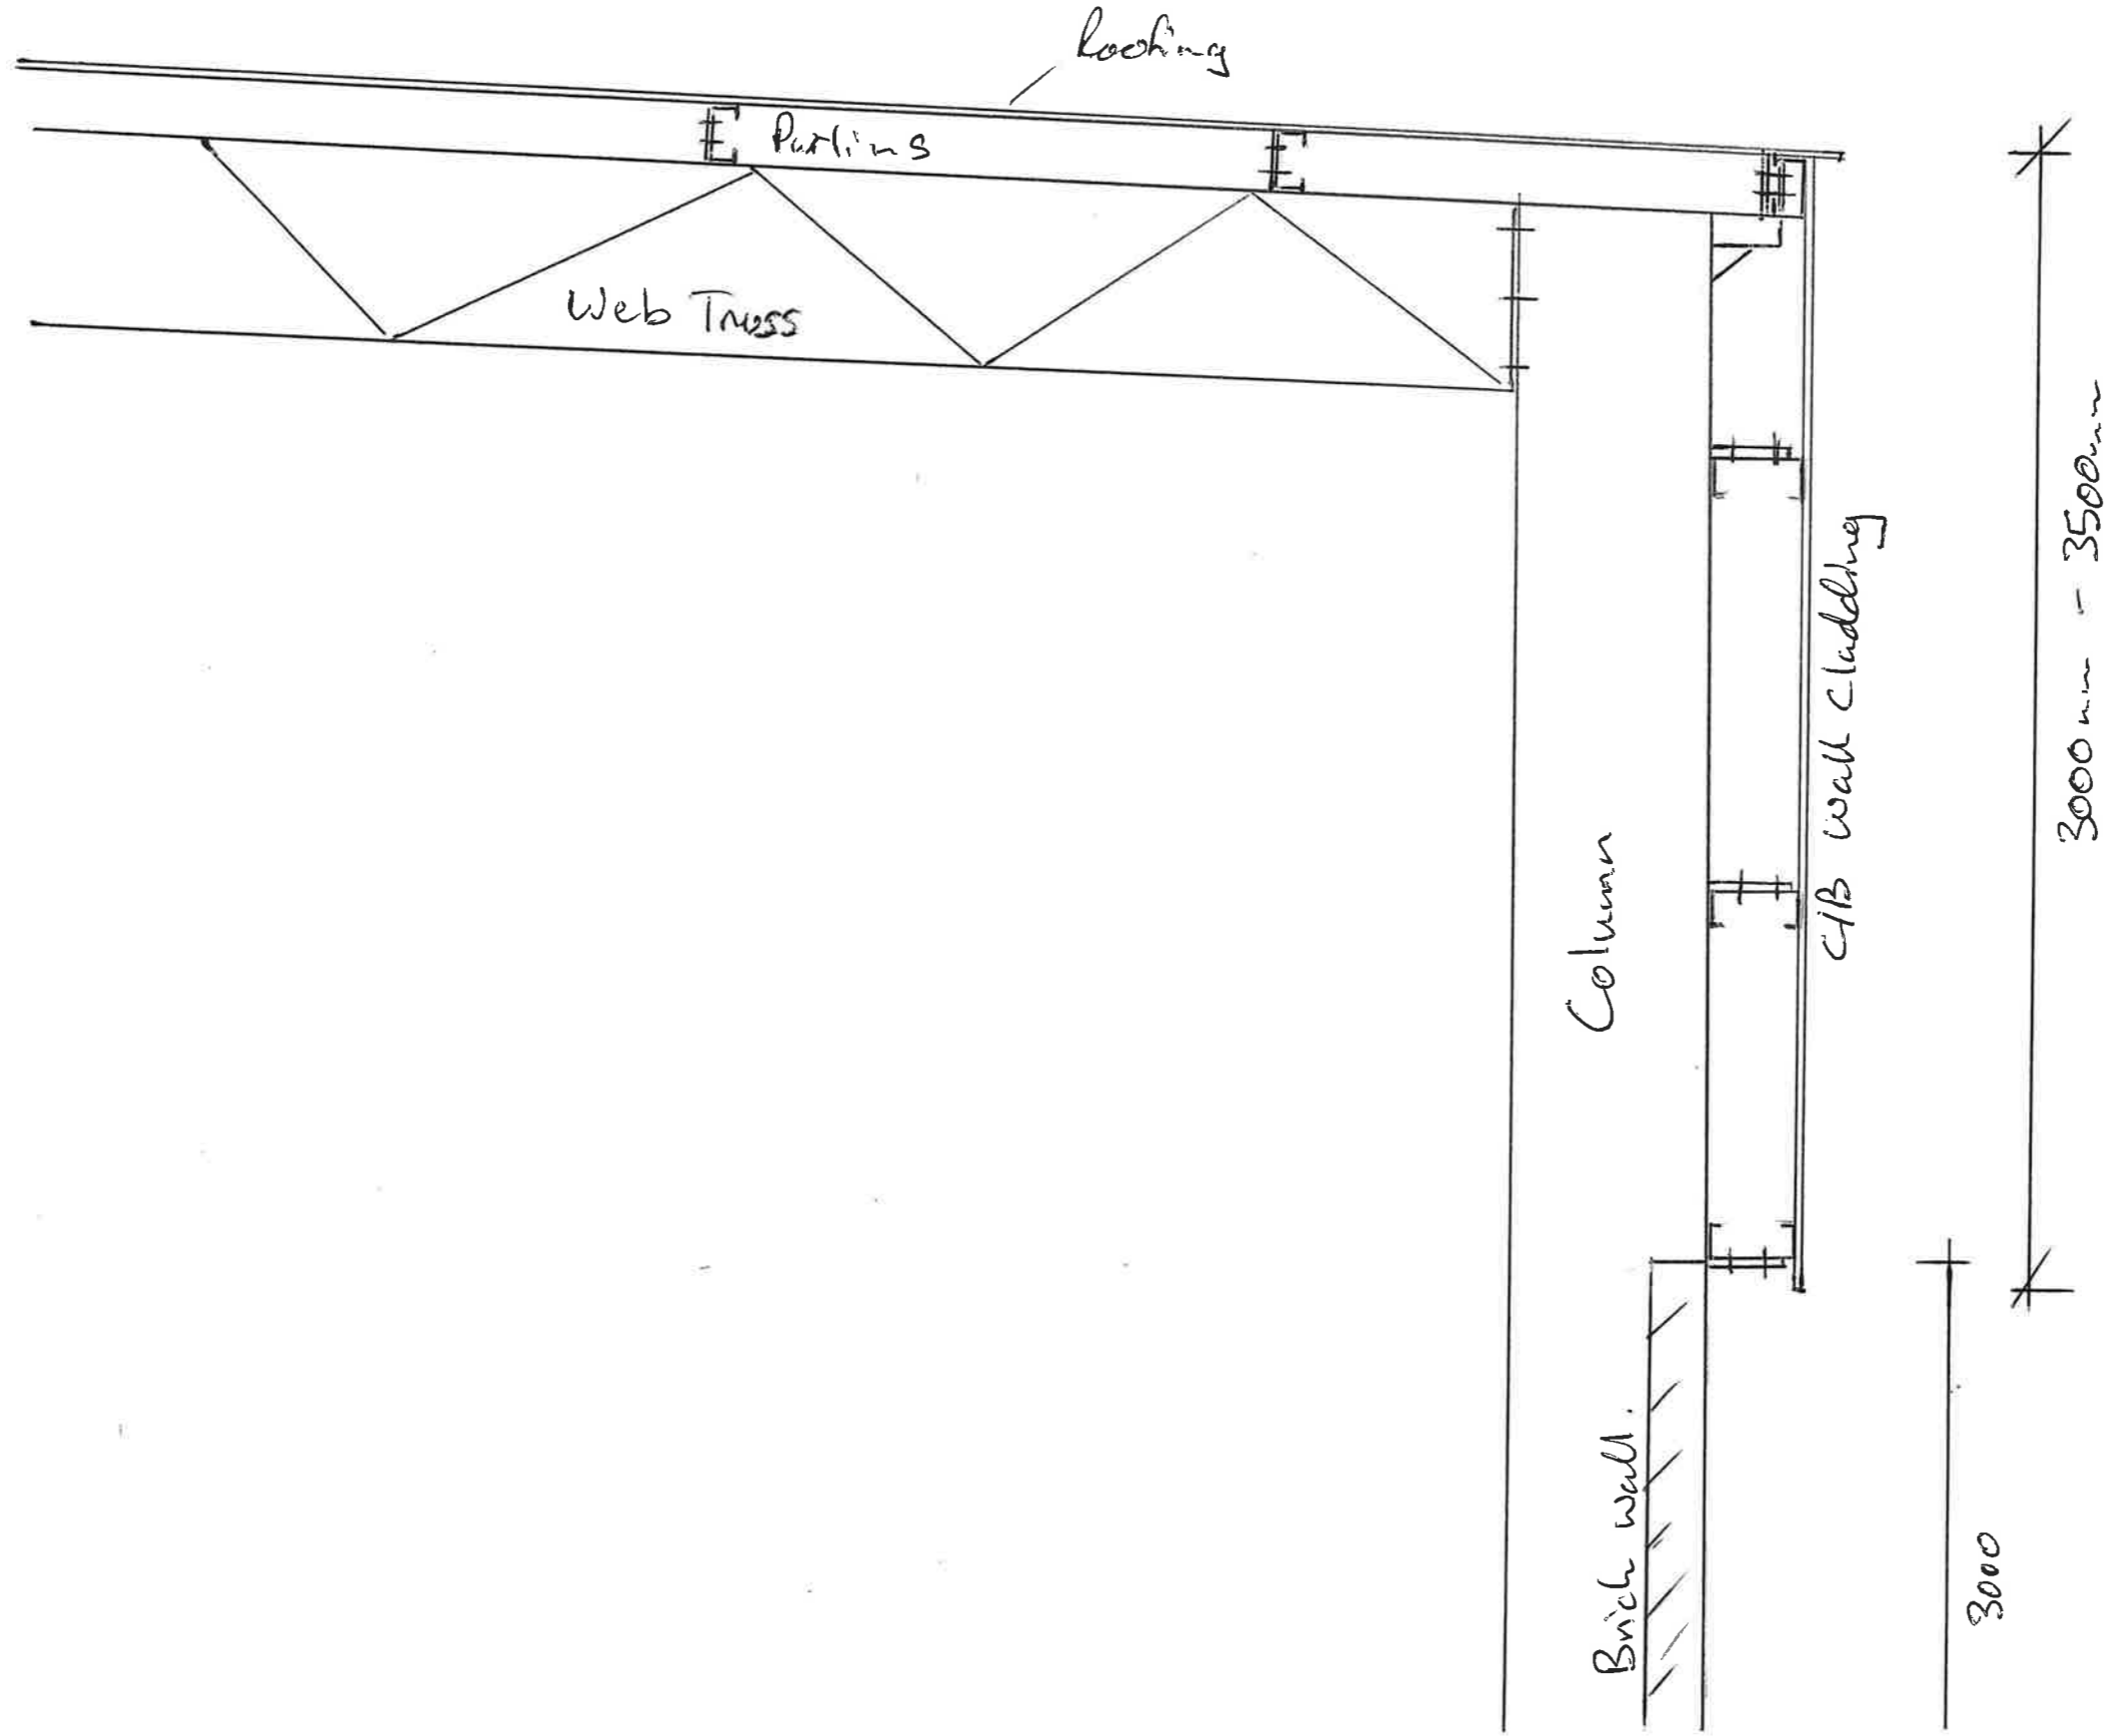 Roofing
Purlins
Web Truss
C/B Wall Cladding
3000mm - 3500mm
Column
Brick wall.
3000